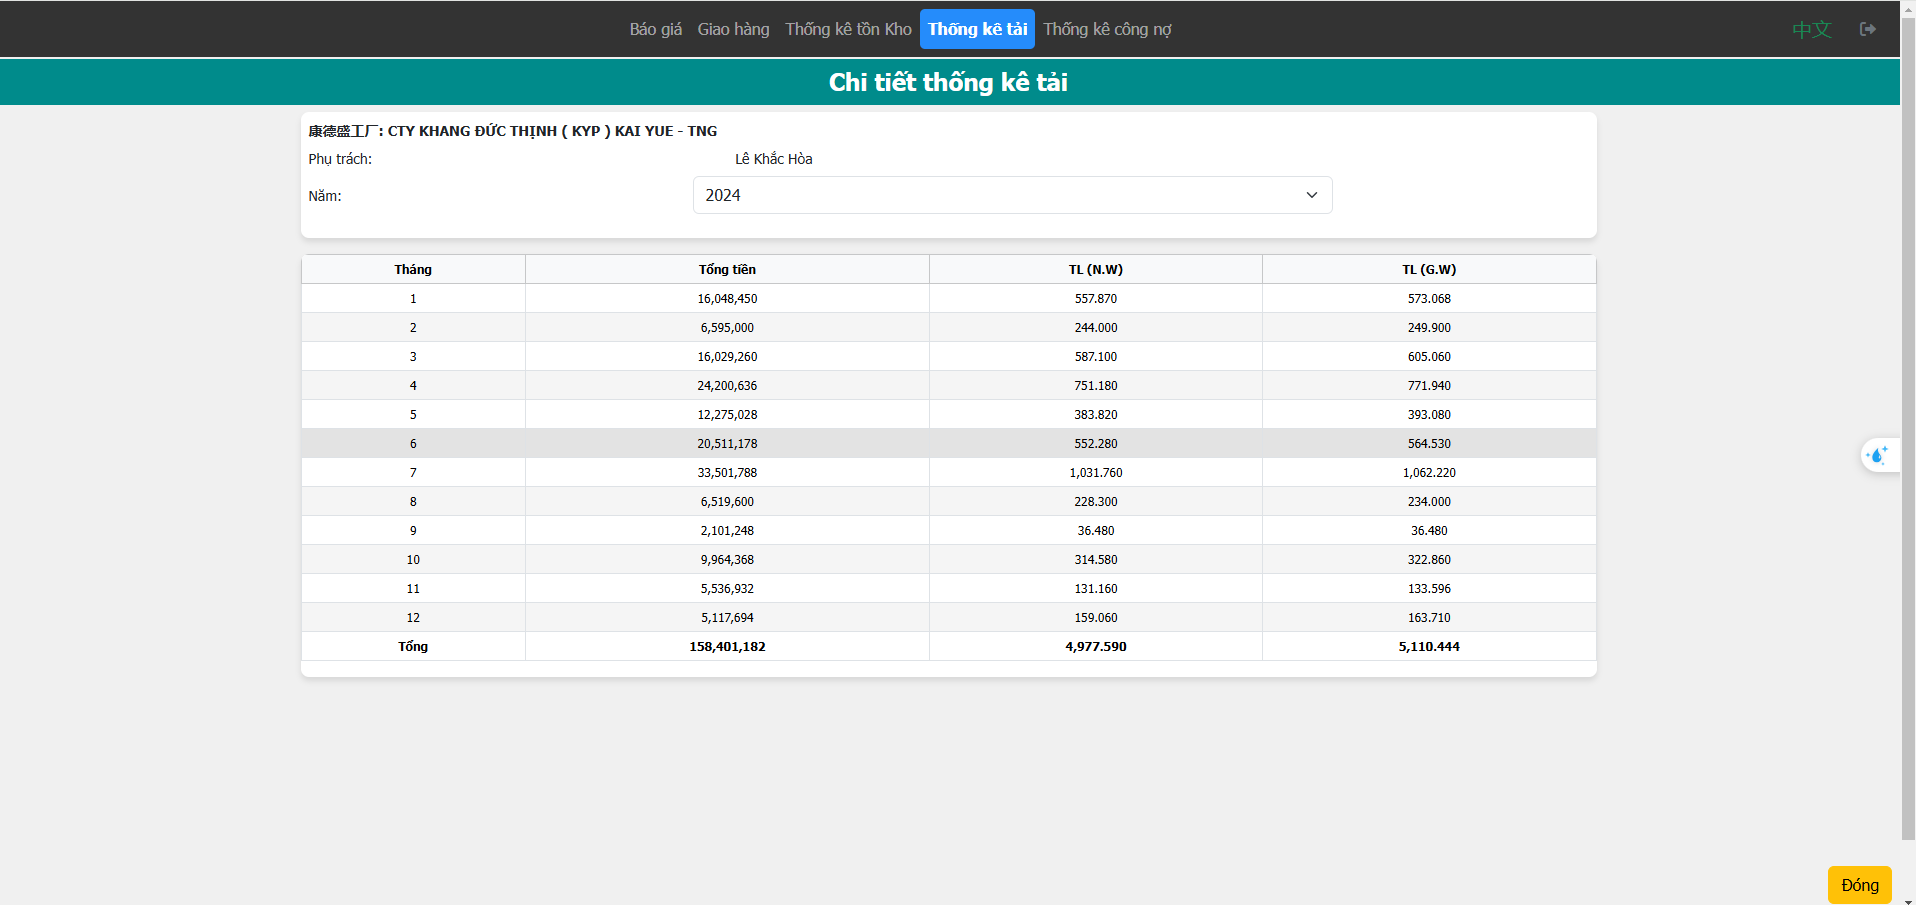 Báo giá Giao hàng Thống kê tồn Kho Thống kê tải Thống kê công nợ 中文
Chi tiết thống kê tải
康德盛工厂: CTY KHANG ĐỨC THỊNH ( KYP ) KAI YUE - TNG
Phụ trách: Lê Khắc Hòa
Năm: 2024
Tháng Tổng tiền TL (N.W) TL (G.W)
1 16,048,450 557.870 573.068
2 6,595,000 244.000 249.900
3 16,029,260 587.100 605.060
4 24,200,636 751.180 771.940
5 12,275,028 383.820 393.080
6 20,511,178 552.280 564.530
7 33,501,788 1,031.760 1,062.220
8 6,519,600 228.300 234.000
9 2,101,248 36.480 36.480
10 9,964,368 314.580 322.860
11 5,536,932 131.160 133.596
12 5,117,694 159.060 163.710
Tổng 158,401,182 4,977.590 5,110.444
Đóng